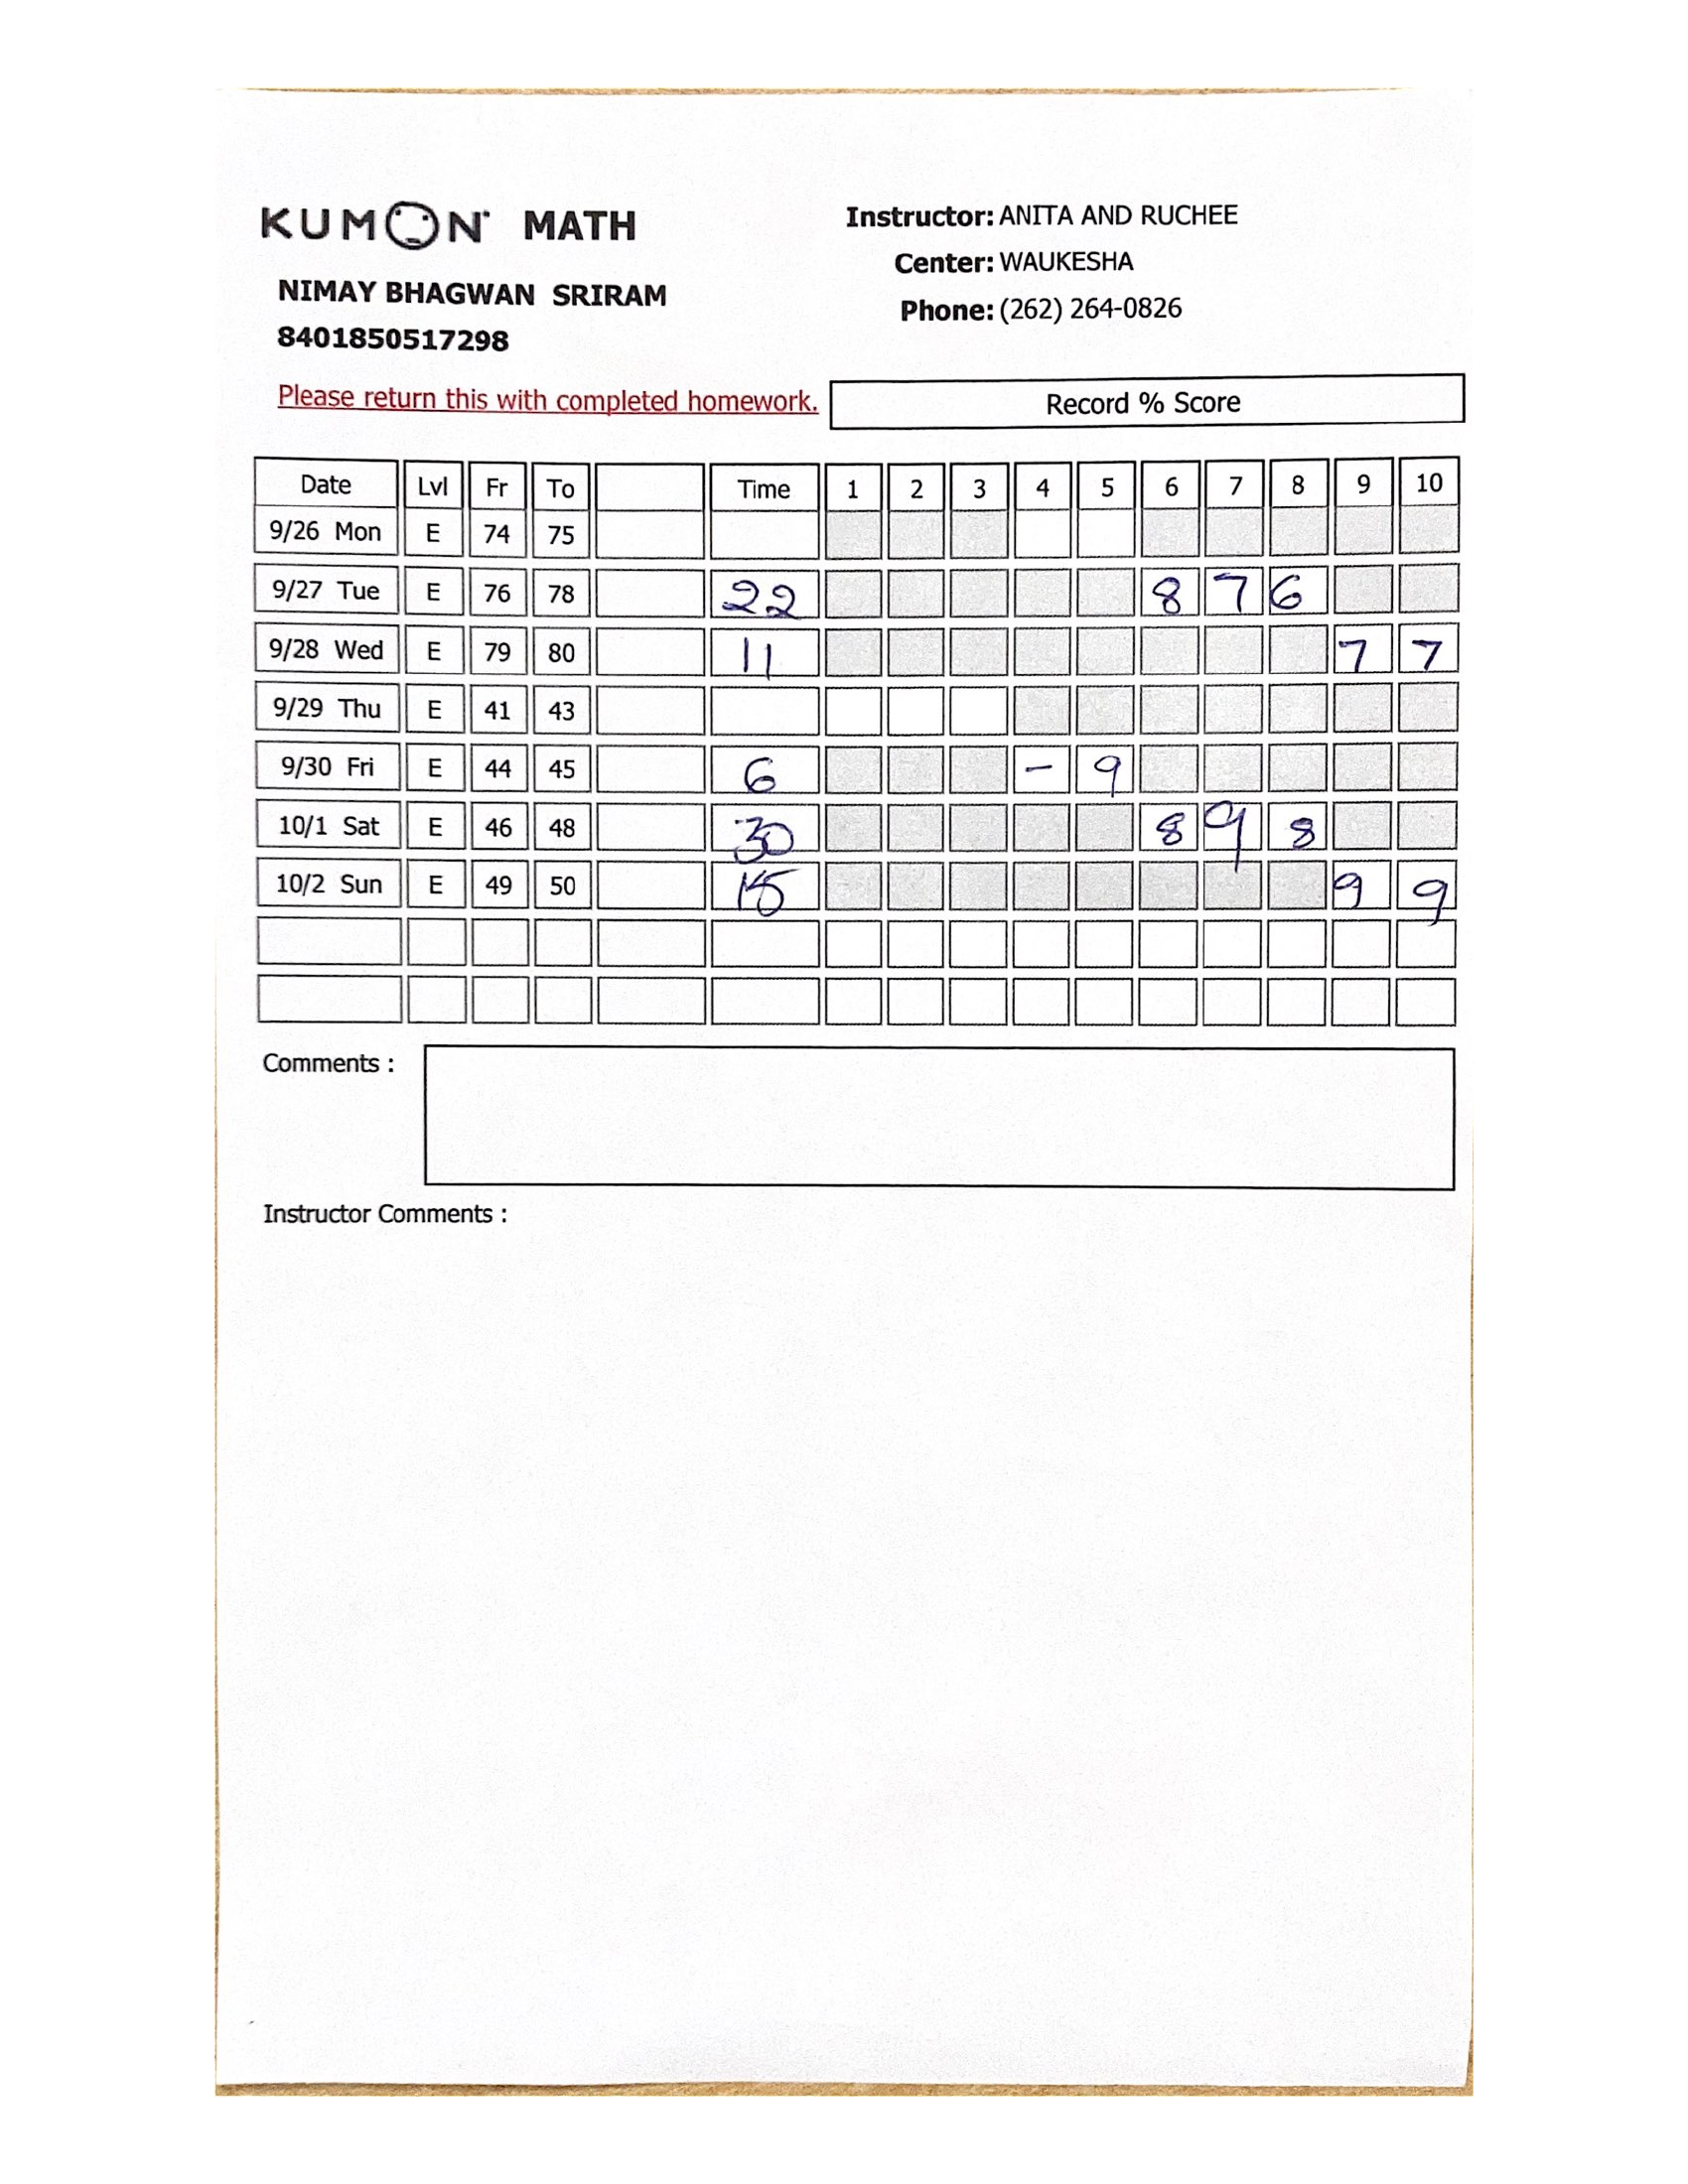 KUMON MATH
NIMAY BHAGWAN SRIRAM
8401850517298
Instructor: ANITA AND RUCHEE
Center: WAUKESHA
Phone: (262) 264-0826
Please return this with completed homework.
Record % Score
Date Lvl Fr To Time 1 2 3 4 5 6 7 8 9 10
9/26 Mon E 74 75
9/27 Tue E 76 78 22 8 7 6
9/28 Wed E 79 80 11 7 7
9/29 Thu E 41 43
9/30 Fri E 44 45 6 - 9
10/1 Sat E 46 48 30 8 9 8
10/2 Sun E 49 50 15 9 9
Comments :
Instructor Comments :